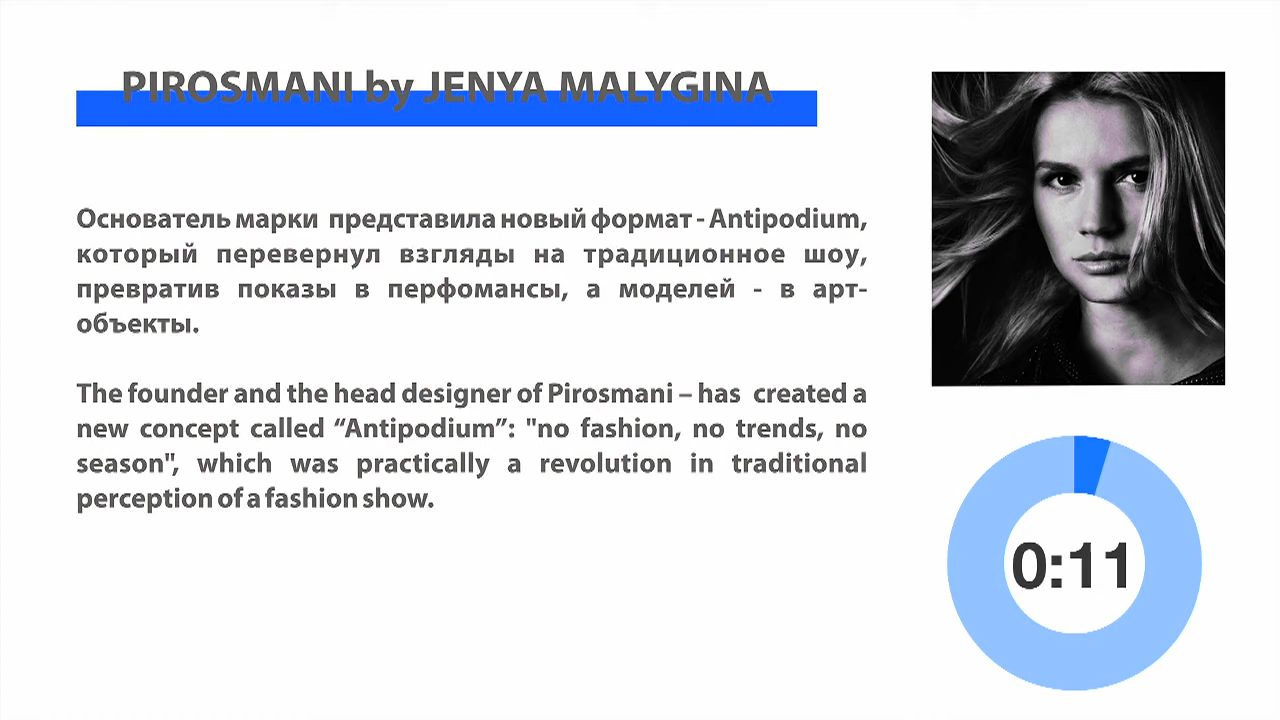 PIROSMANI by JENYA MALYGINA
Основатель марки представила новый формат - Antipodium,
который перевернул взгляды на традиционное шоу,
превратив показы в перфомансы, а моделей - в арт-
объекты.
The founder and the head designer of Pirosmani – has created a
new concept called “Antipodium”: "no fashion, no trends, no
season", which was practically a revolution in traditional
perception of a fashion show.
0:11